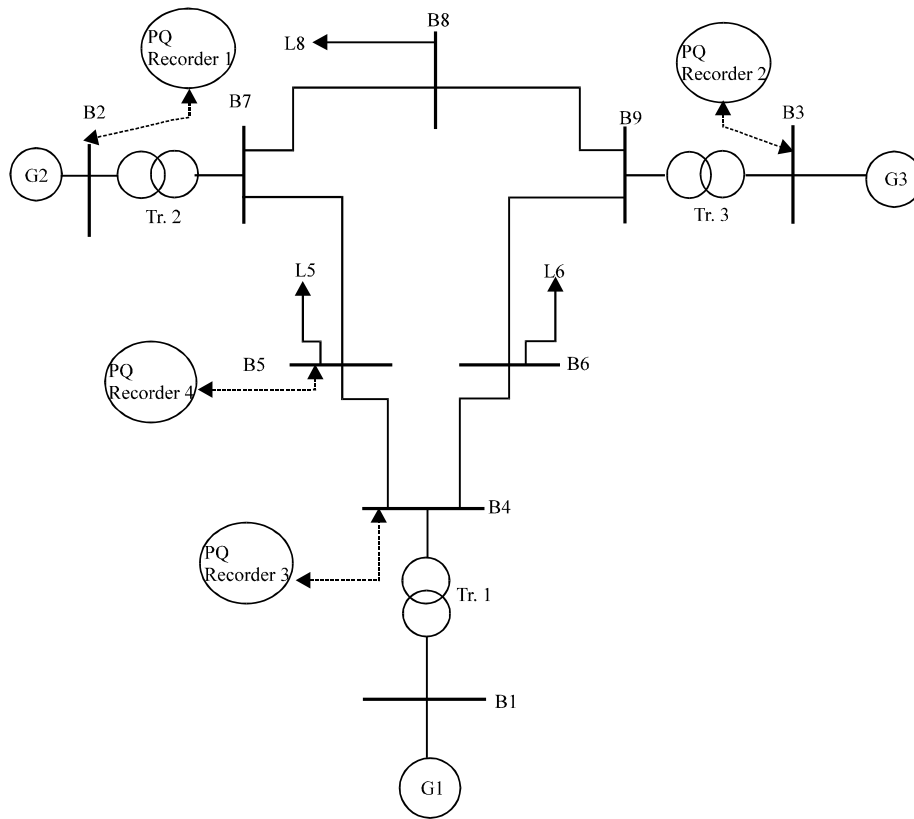 B8
PQ
Recorder 1
L8
PQ
Recorder 2
B2
B7
B9
B3
G2
Tr. 2
Tr. 3
G3
L5
L6
PQ
Recorder 4
B5
B6
B4
PQ
Recorder 3
Tr. 1
B1
G1